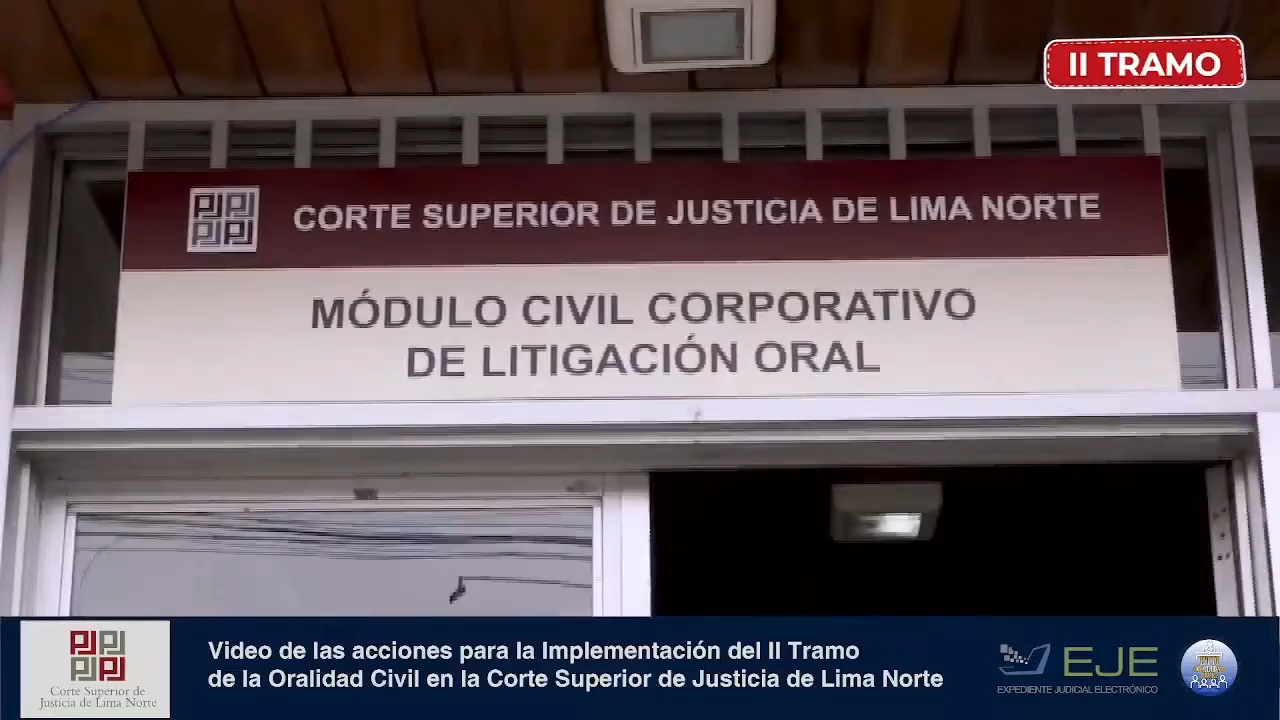 II TRAMO
CORTE SUPERIOR DE JUSTICIA DE LIMA NORTE
MÓDULO CIVIL CORPORATIVO
DE LITIGACIÓN ORAL
Corte Superior de
Justicia de Lima Norte
Video de las acciones para la Implementación del II Tramo
de la Oralidad Civil en la Corte Superior de Justicia de Lima Norte
EJE
EXPEDIENTE JUDICIAL ELECTRÓNICO